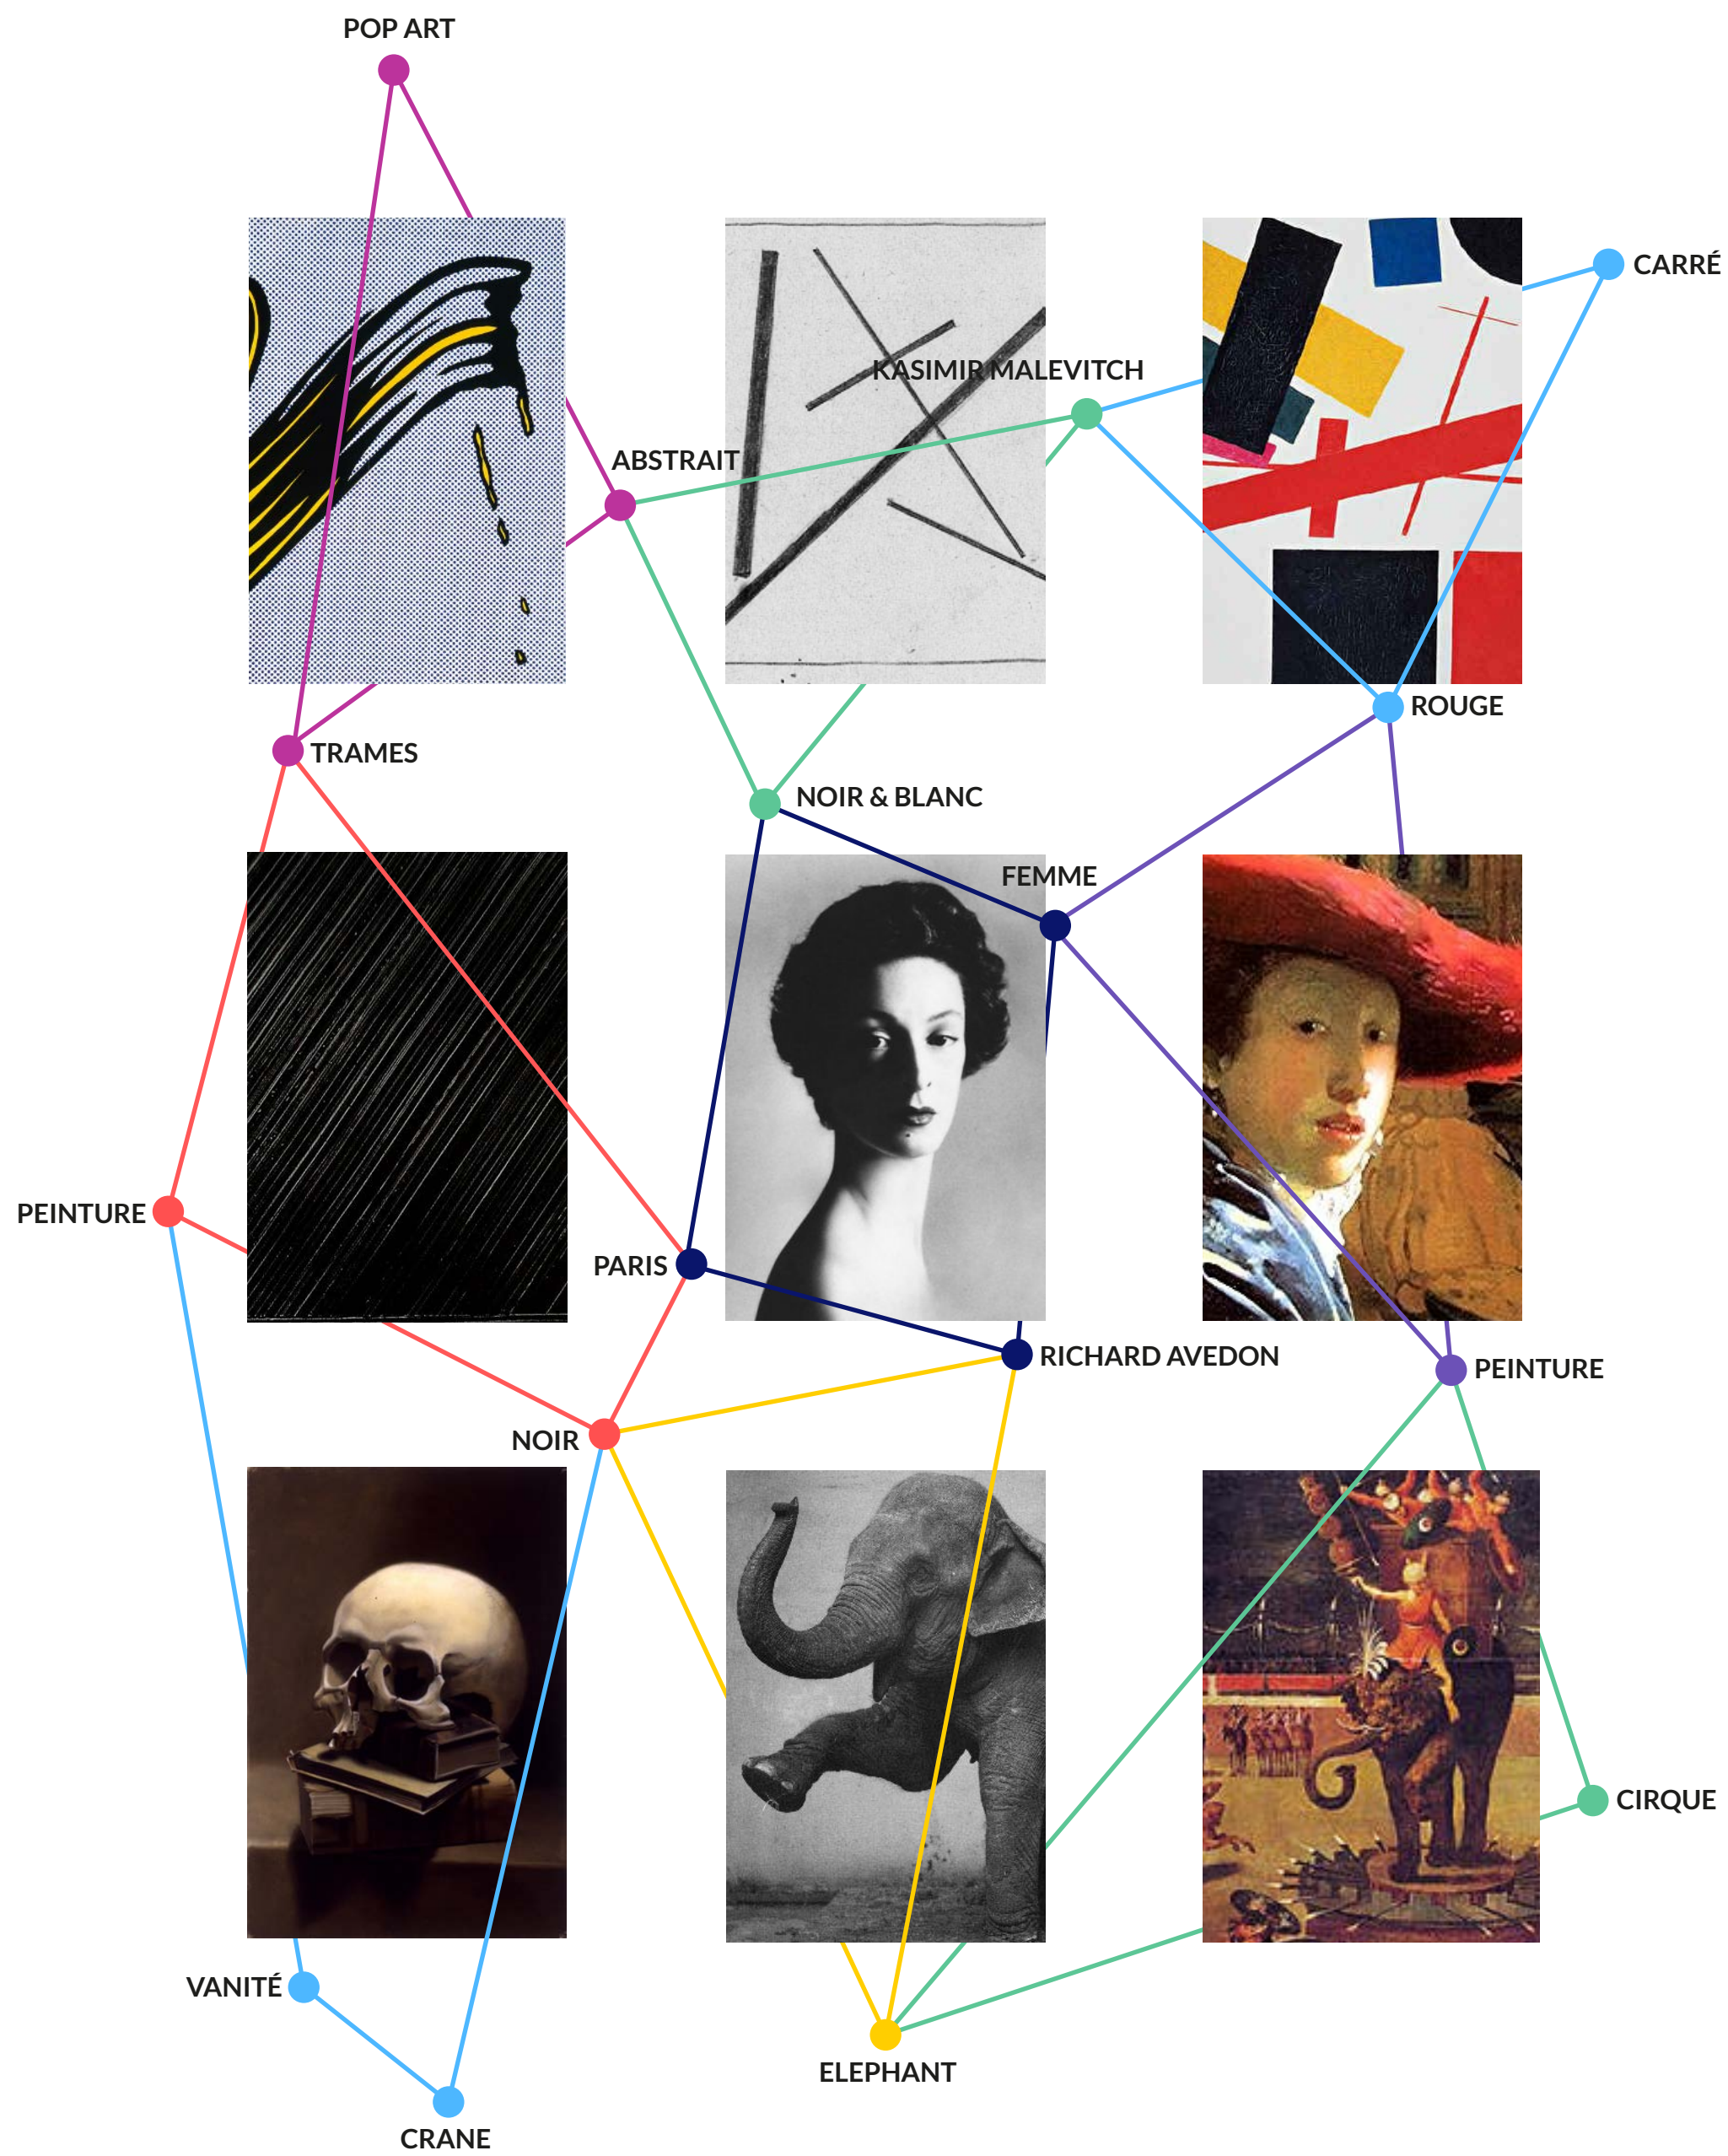 POP ART
CARRÉ
KASIMIR MALEVITCH
ABSTRAIT
ROUGE
TRAMES
NOIR & BLANC
FEMME
PEINTURE
PARIS
RICHARD AVEDON
PEINTURE
NOIR
CIRQUE
VANITÉ
ELEPHANT
CRANE